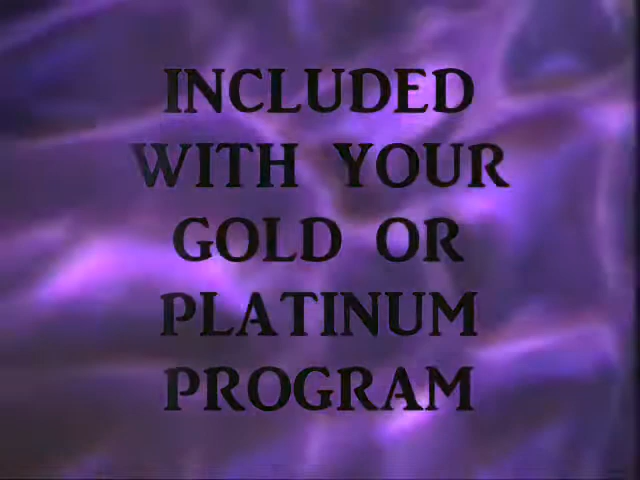 INCLUDED
WITH YOUR
GOLD OR
PLATINUM
PROGRAM